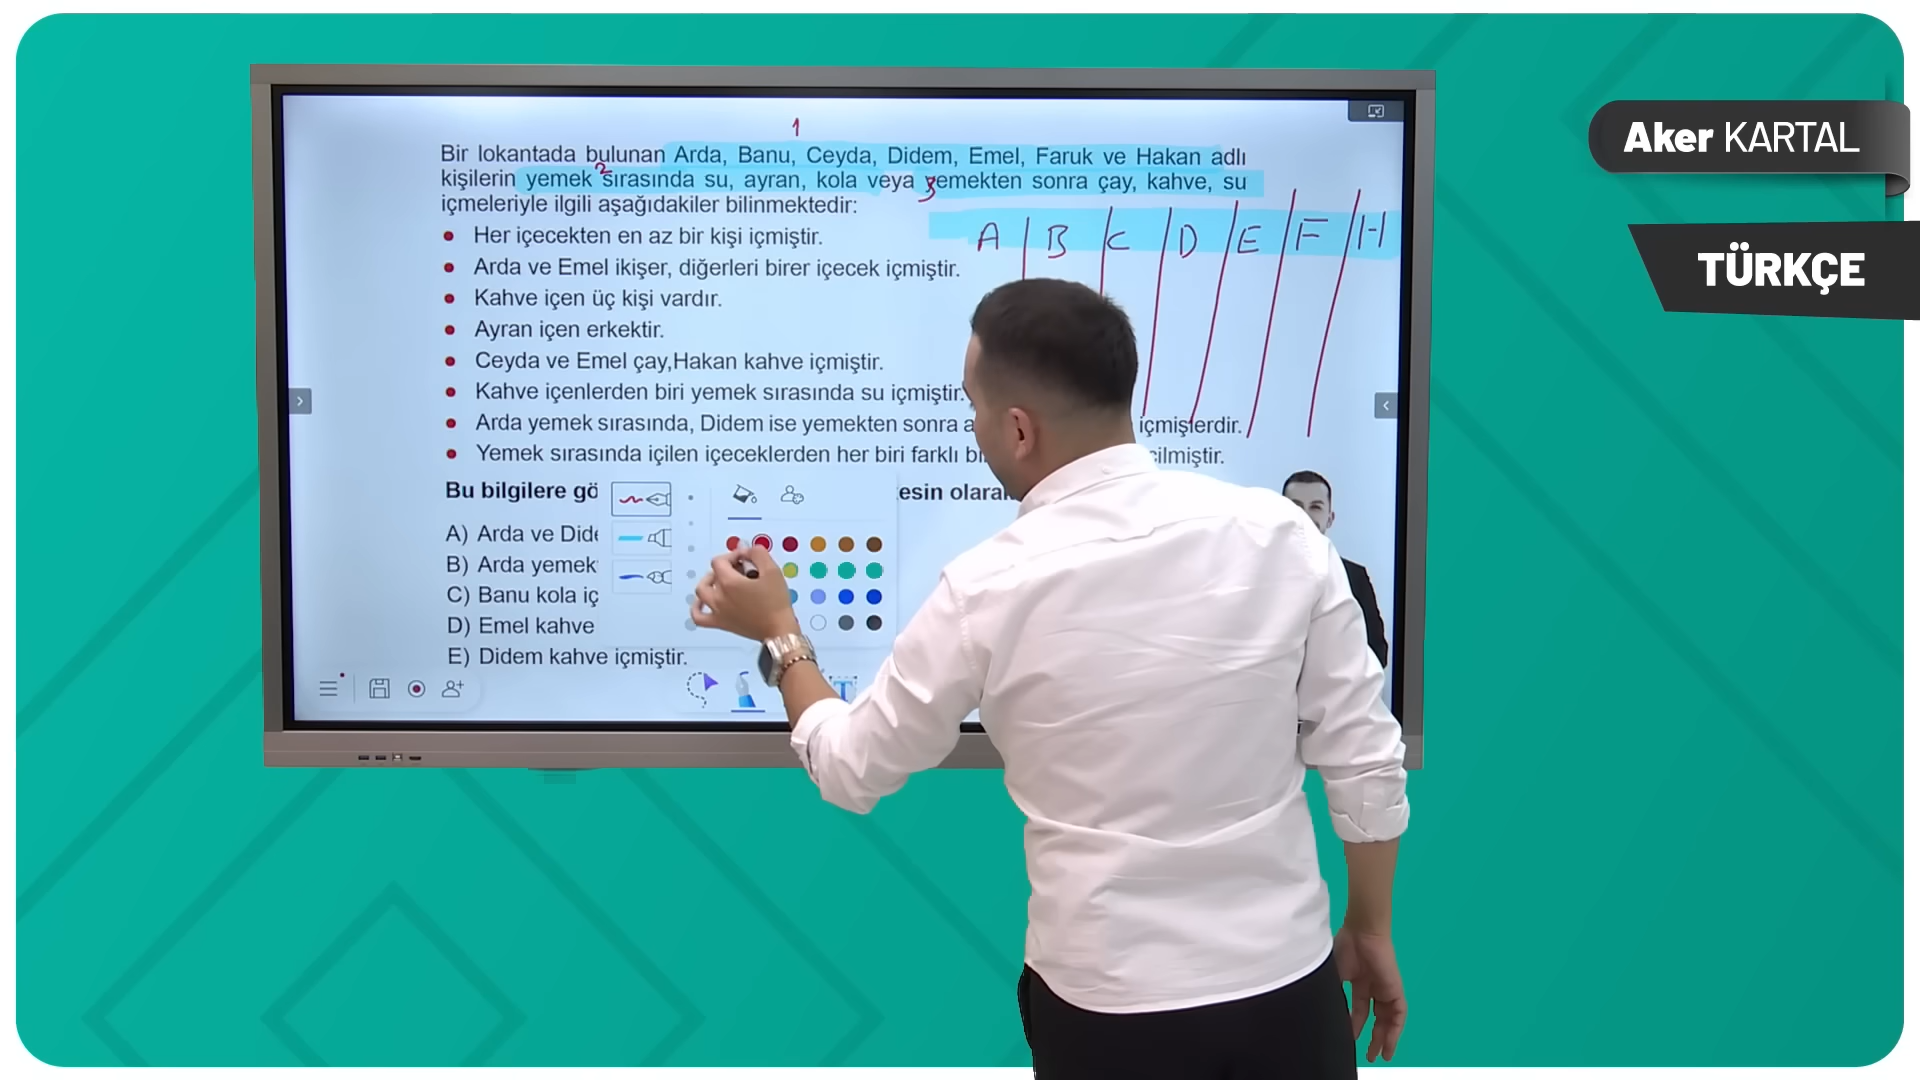 1
Bir lokantada bulunan Arda, Banu, Ceyda, Didem, Emel, Faruk ve Hakan adlı
2
kişilerin yemek sırasında su, ayran, kola veya yemekten sonra çay, kahve, su
3
içmeleriyle ilgili aşağıdakiler bilinmektedir:
A B C D E F H
Her içecekten en az bir kişi içmiştir.
Arda ve Emel ikişer, diğerleri birer içecek içmiştir.
Kahve içen üç kişi vardır.
Ayran içen erkektir.
Ceyda ve Emel çay,Hakan kahve içmiştir.
Kahve içenlerden biri yemek sırasında su içmiştir.
Arda yemek sırasında, Didem ise yemekten sonra a içmişlerdir.
Yemek sırasında içilen içeceklerden her biri farklı bi cilmiştir.
Bu bilgilere gö esin olarak
A) Arda ve Dide
B) Arda yemek
C) Banu kola iç
D) Emel kahve
E) Didem kahve içmiştir.
T
Aker KARTAL
TÜRKÇE